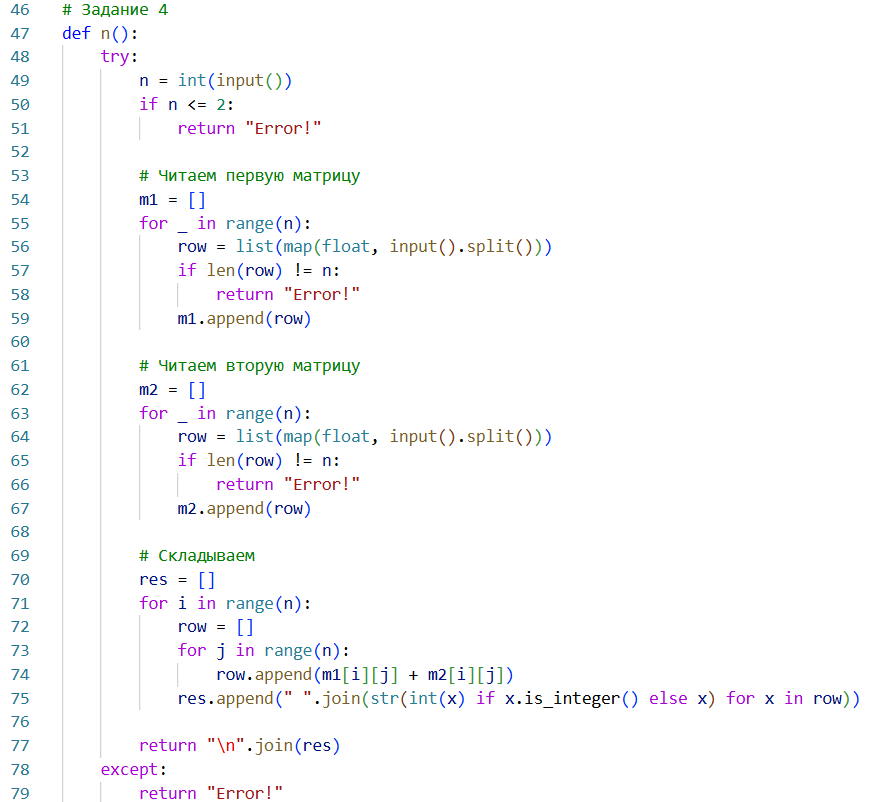 46 # Задание 4
47 def n():
48     try:
49         n = int(input())
50         if n <= 2:
51             return "Error!"
52
53         # Читаем первую матрицу
54         m1 = []
55         for _ in range(n):
56             row = list(map(float, input().split()))
57             if len(row) != n:
58                 return "Error!"
59             m1.append(row)
60
61         # Читаем вторую матрицу
62         m2 = []
63         for _ in range(n):
64             row = list(map(float, input().split()))
65             if len(row) != n:
66                 return "Error!"
67             m2.append(row)
68
69         # Складываем
70         res = []
71         for i in range(n):
72             row = []
73             for j in range(n):
74                 row.append(m1[i][j] + m2[i][j])
75             res.append(" ".join(str(int(x) if x.is_integer() else x) for x in row))
76
77         return "\n".join(res)
78     except:
79         return "Error!"